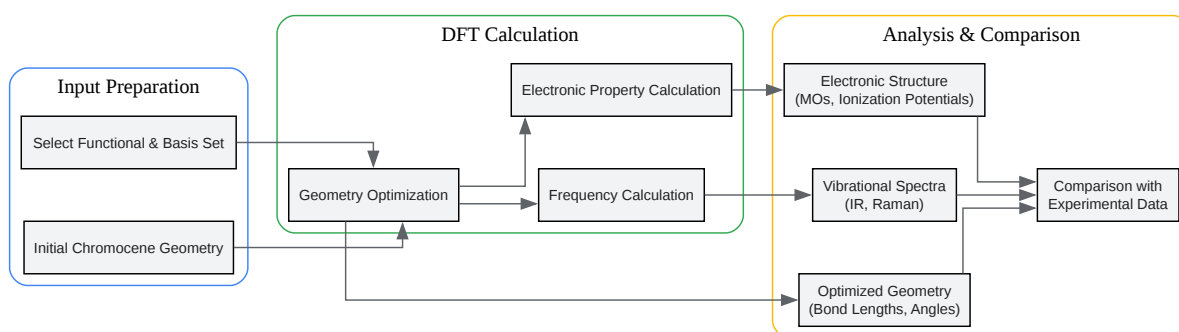 Input Preparation
Select Functional & Basis Set
Initial Chromocene Geometry
DFT Calculation
Electronic Property Calculation
Geometry Optimization
Frequency Calculation
Analysis & Comparison
Electronic Structure
(MOs, Ionization Potentials)
Vibrational Spectra
(IR, Raman)
Optimized Geometry
(Bond Lengths, Angles)
Comparison with
Experimental Data